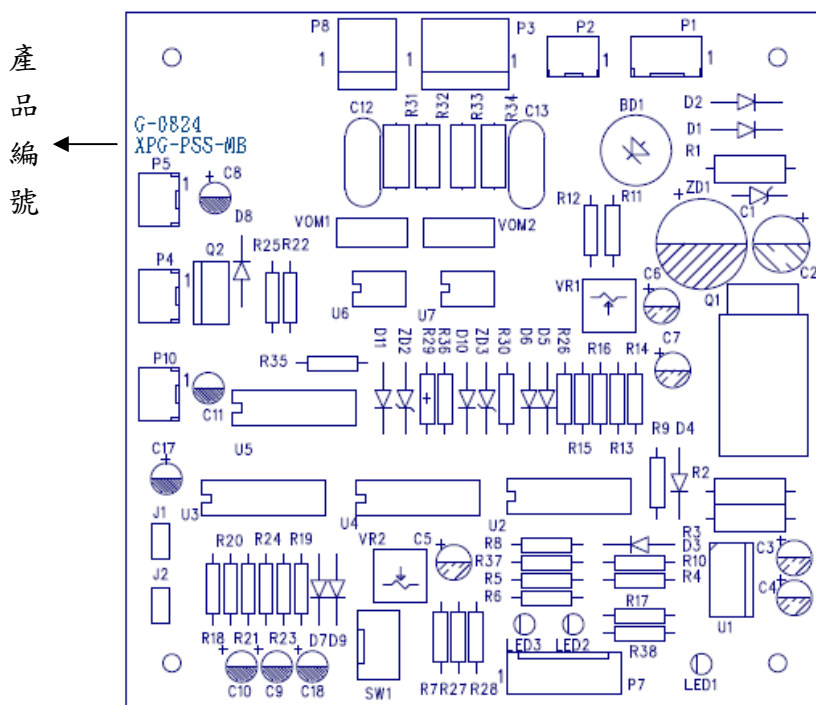 產品編號
P8
P3
P2
P1
1
1
1
1
C12
R31
R32
R33
R34
C13
BD1
D2
D1
R1
G-0824
XPG-PSS-MB
P5
1
C8
D8
ZD1
C1
C2
R12
R11
VOM1
VOM2
R25
R22
Q2
P4
1
U6
U7
VR1
C6
Q1
P10
1
C11
R35
D11
ZD2
R29
R36
D10
ZD3
R30
D6
D5
R26
R16
R14
C7
R15
R13
U5
R9
D4
C17
U3
U4
U2
R2
J1
J2
R20
R24
R19
VR2
C5
R8
R37
R5
R6
R3
D3
R10
R4
C3
C4
U1
R18
R21
R23
D7
D9
R17
R38
LED3
LED2
LED1
C10
C9
C18
SW1
R7
R27
R28
1
P7